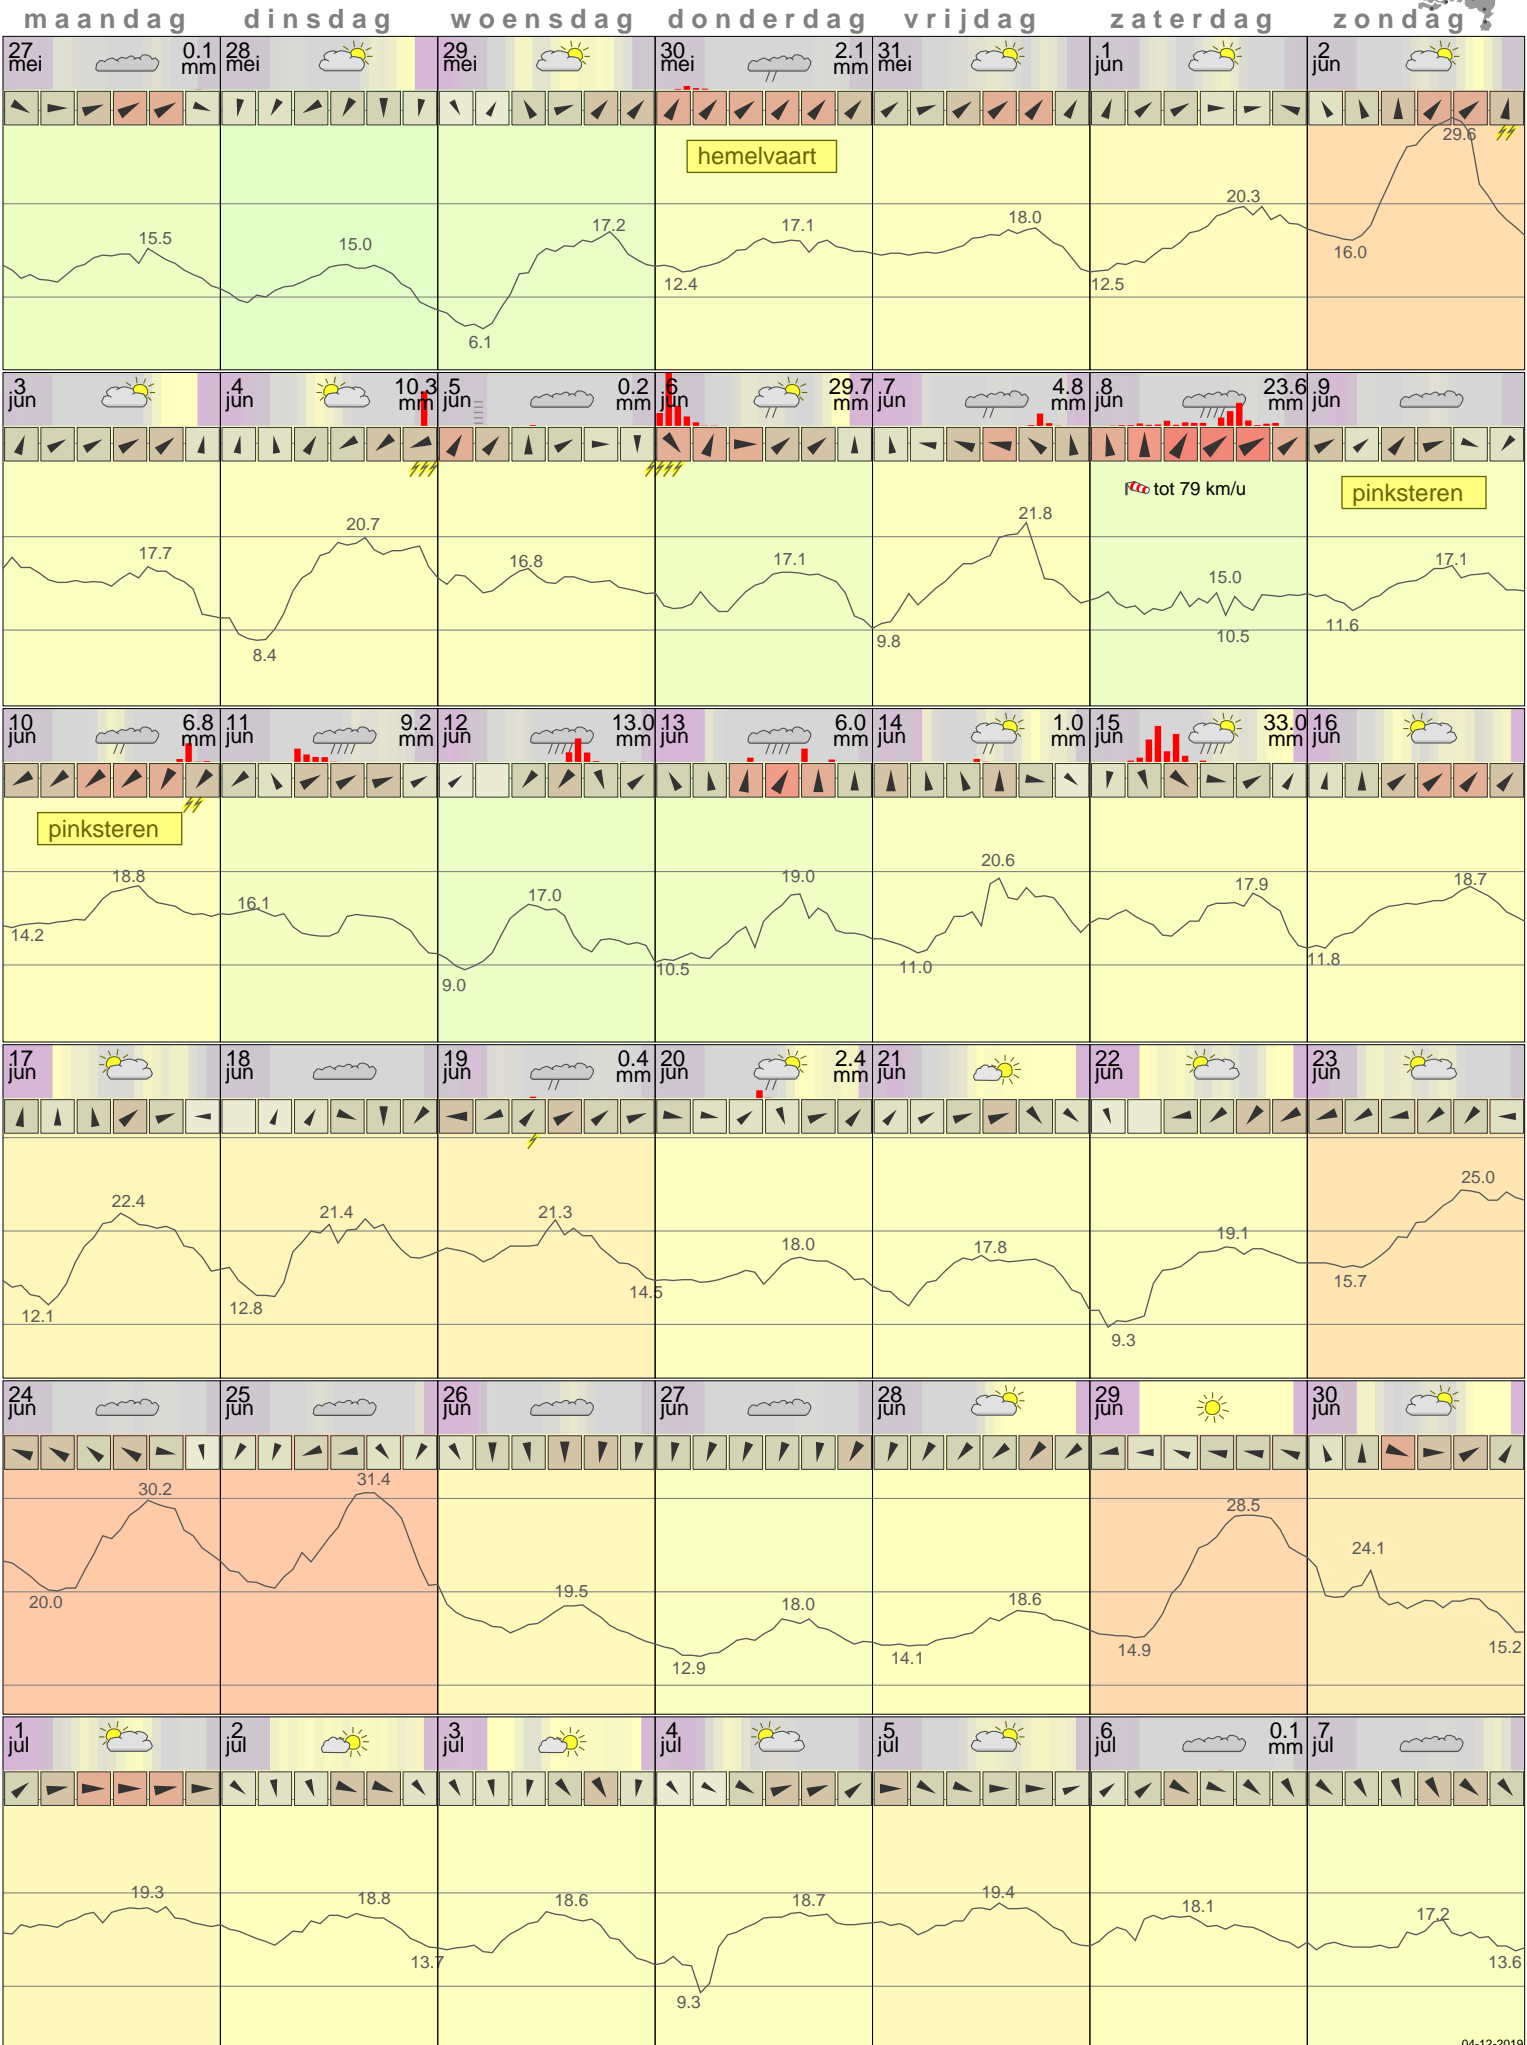 maandag dinsdag woensdag donderdag vrijdag zaterdag zondag
27 0.1 28 29 30 2.1 31 .1 .2
mei mm mei mei mei mm mei jun jun
hemelvaart
29.6
15.5 15.0 17.2 17.1 18.0 20.3
6.1 12.4 12.5 16.0
.3 .4 10.3 .5 0.2 .6 29.7 .7 4.8 .8 23.6 .9
jun jun mm jun mm jun mm jun mm jun mm jun
tot 79 km/u pinksteren
17.7 20.7 16.8 17.1 21.8 15.0 17.1
8.4 9.8 10.5 11.6
10 6.8 11 9.2 12 13.0 13 6.0 14 1.0 15 33.0 16
jun mm jun mm jun mm jun mm jun mm jun mm jun
pinksteren
18.8 16.1 17.0 19.0 20.6 17.9 18.7
14.2 9.0 10.5 11.0 11.8
17 18 19 0.4 20 2.4 21 22 23
jun jun jun mm jun mm jun jun jun
22.4 21.4 21.3 18.0 17.8 19.1 25.0
12.1 12.8 14.5 9.3 15.7
24 25 26 27 28 29 30
jun jun jun jun jun jun jun
30.2 31.4 19.5 18.0 18.6 28.5 24.1
20.0 12.9 14.1 14.9 15.2
.1 .2 .3 .4 .5 .6 0.1 .7
jul jul jul jul jul jul mm jul
19.3 18.8 18.6 18.7 19.4 18.1 17.2
13.7 9.3 13.6
04-12-2019